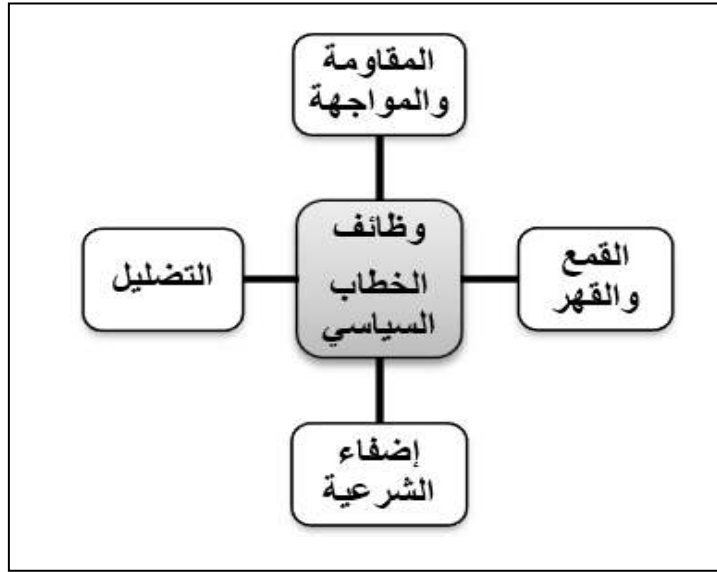 المقاومة
والمواجهة
وظائف
الخطاب
السياسي
القمع
والقهر
التضليل
إضفاء
الشرعية